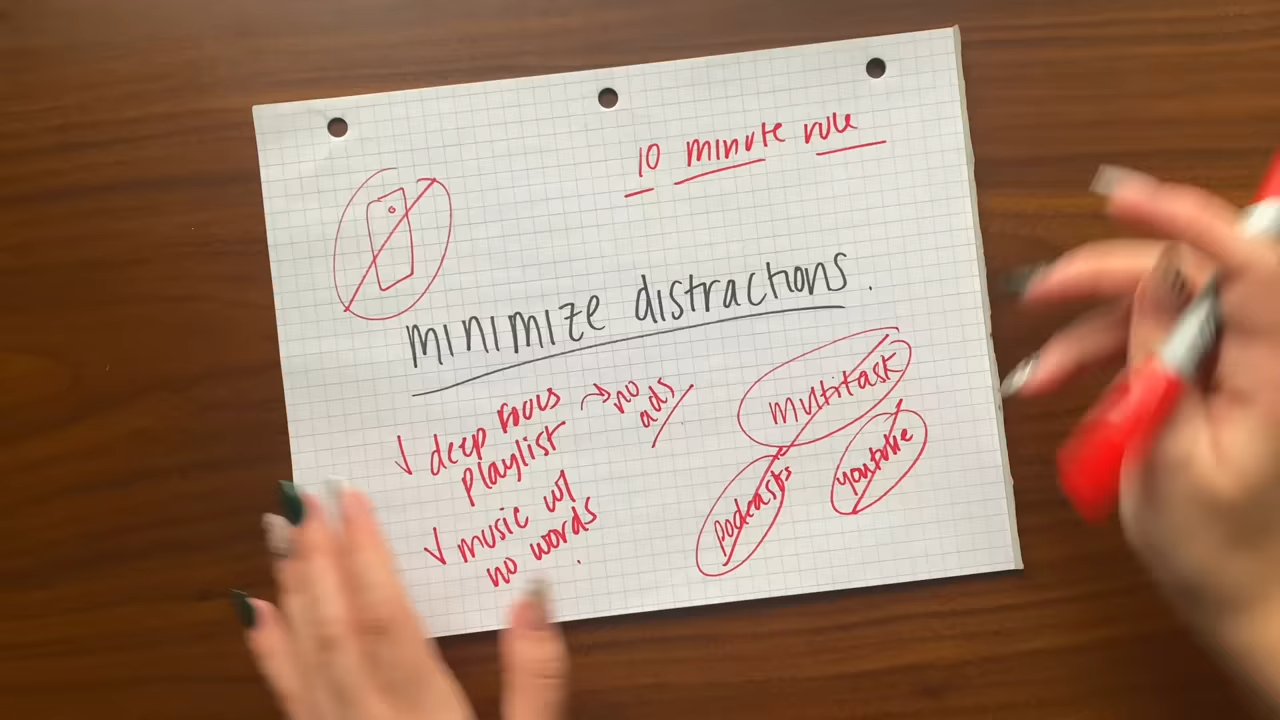 10 minute rule
minimize distractions.
✓ deep focus
playlist
→ no
ads
✓ music w/
no words
multitask
podcasts
youtube